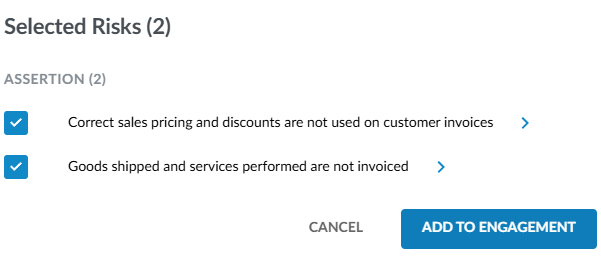 Selected Risks (2)
ASSERTION (2)
Correct sales pricing and discounts are not used on customer invoices
Goods shipped and services performed are not invoiced
CANCEL
ADD TO ENGAGEMENT